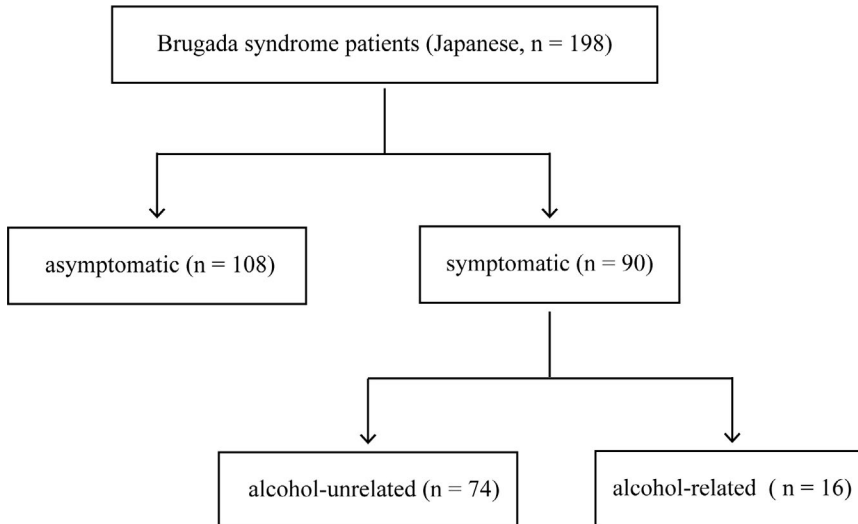 Brugada syndrome patients (Japanese, n = 198)
asymptomatic (n = 108)
symptomatic (n = 90)
alcohol-unrelated (n = 74)
alcohol-related ( n = 16)